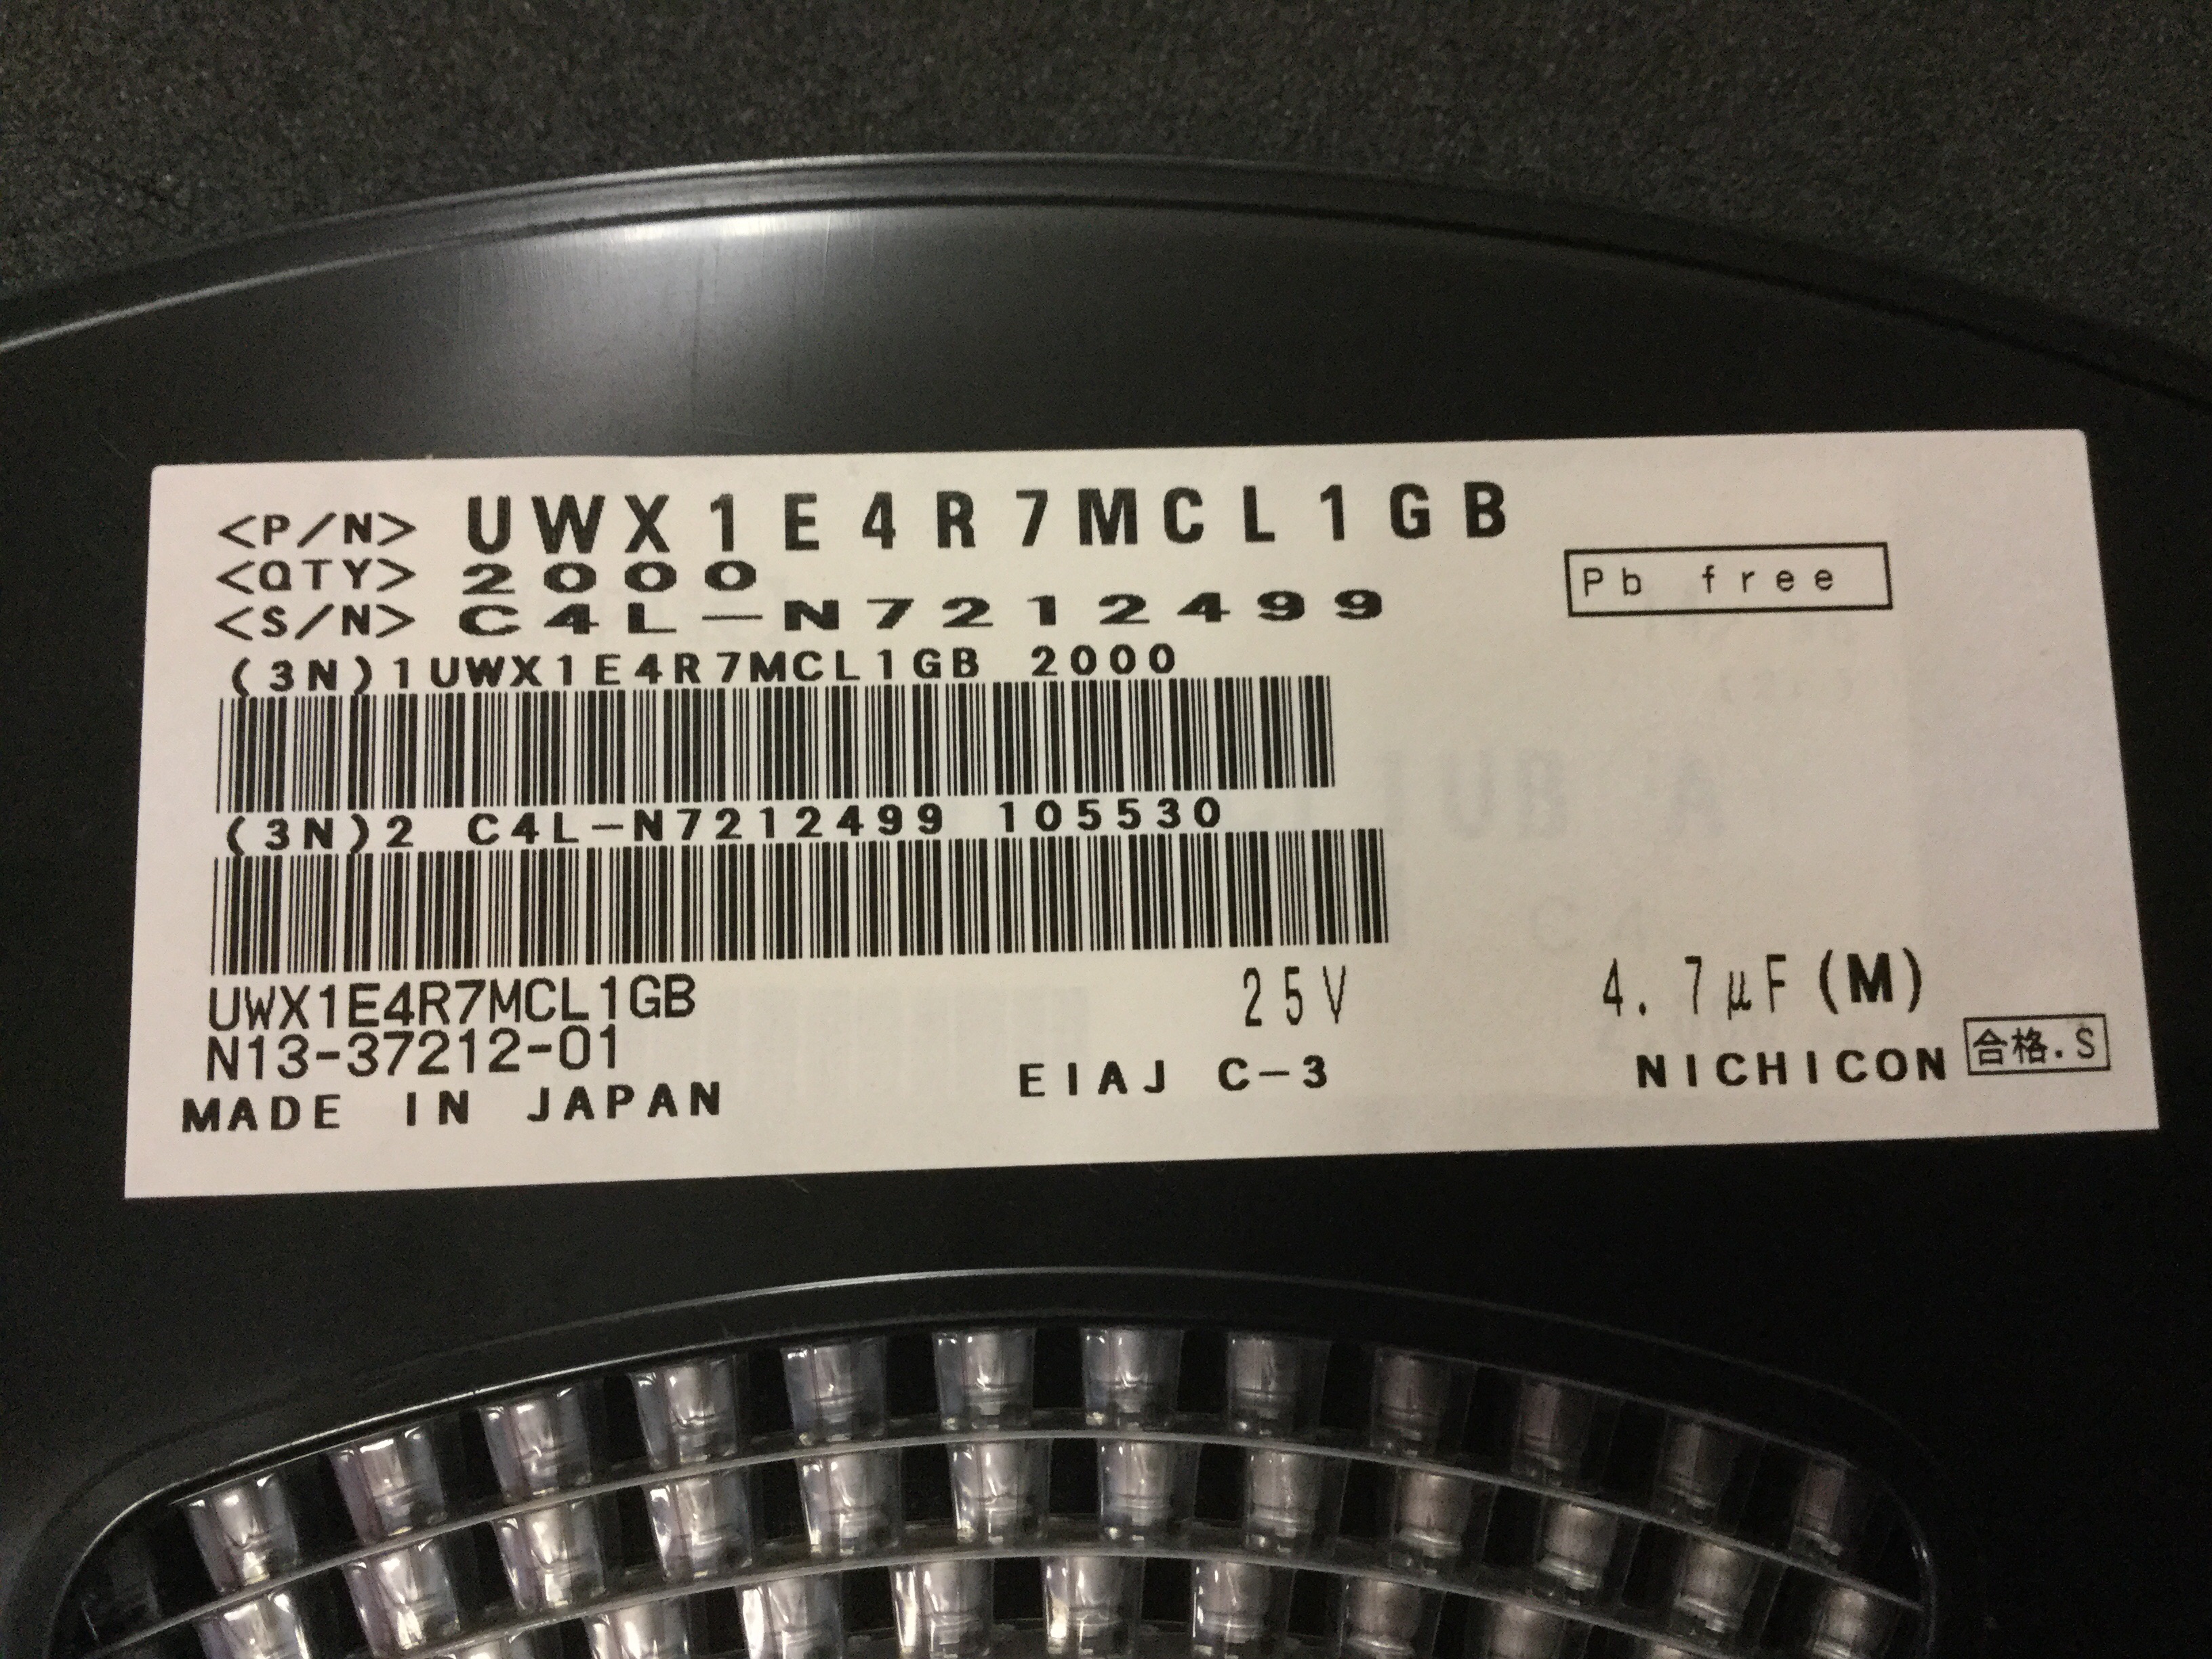 <P/N> UWX1E4R7MCL1GB
<QTY> 2000
<S/N> C4L-N7212499
Pb free
(3N)1UWX1E4R7MCL1GB 2000
(3N)2 C4L-N7212499 105530
UWX1E4R7MCL1GB 25V 4.7μF(M)
N13-37212-01
MADE IN JAPAN EIAJ C-3 NICHICON 合格.S